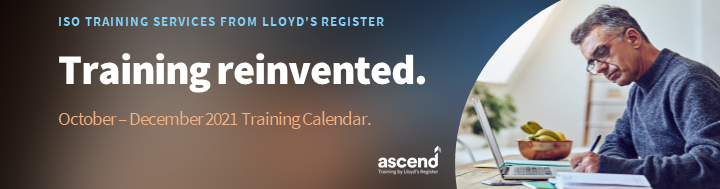 ISO TRAINING SERVICES FROM LLOYD'S REGISTER
Training reinvented.
October – December 2021 Training Calendar.
ascend
Training by Lloyd's Register